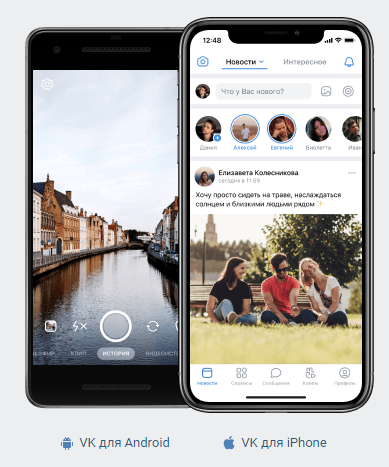 12:48
Новости
Интересное
Что у Вас нового?
Данил
Алексей
Евгений
Виолетта
Иван
Елизавета Колесникова
сегодня в 11:59
Хочу просто сидеть на траве, наслаждаться
солнцем и близкими людьми рядом
КЛИП
ИСТОРИЯ
Новости
Сервисы
Сообщения
Клипы
Профиль
VK для Android
VK для iPhone